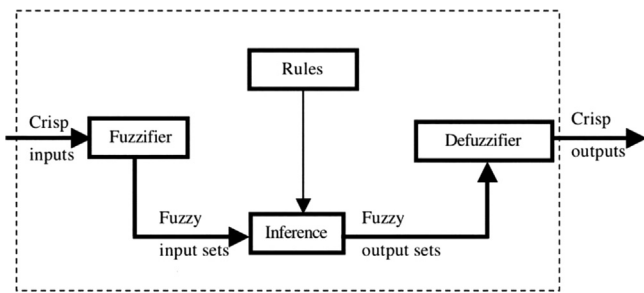 Rules
Crisp
inputs
Fuzzifier
Defuzzifier
Crisp
outputs
Fuzzy
input sets
Inference
Fuzzy
output sets